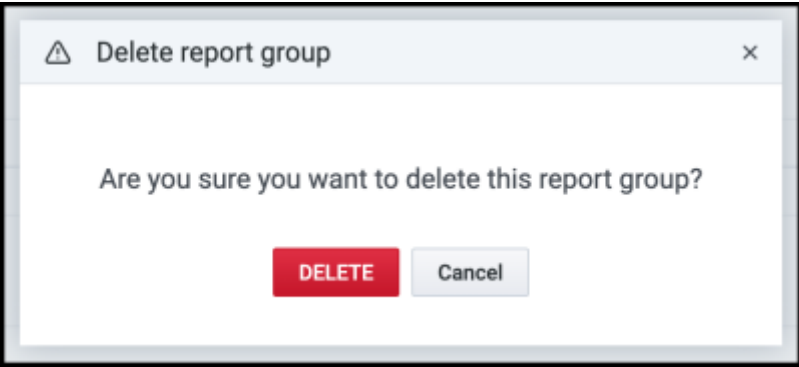 Delete report group
Are you sure you want to delete this report group?
DELETE
Cancel